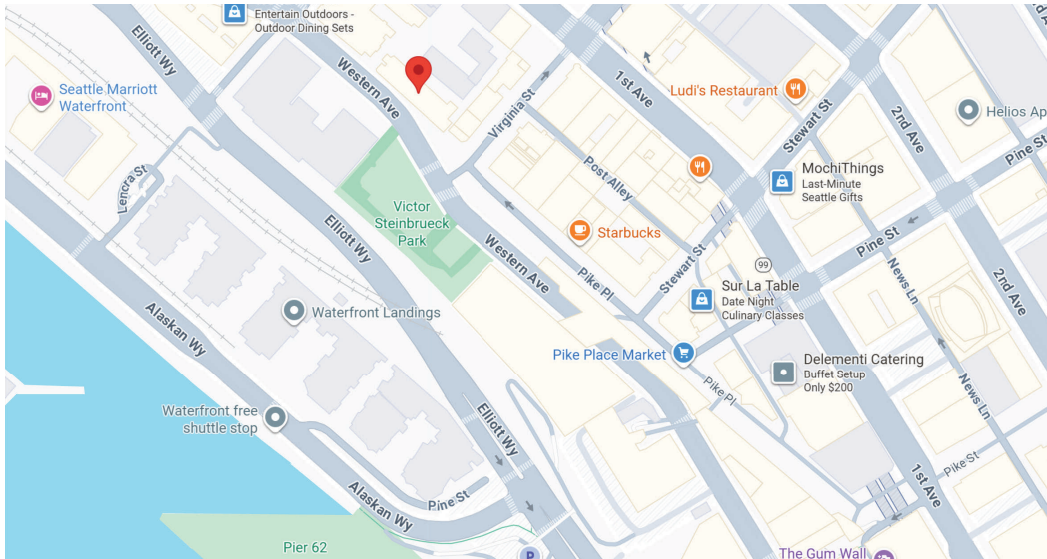 Entertain Outdoors -
Outdoor Dining Sets
Elliott Wy
Western Ave
1st Ave
Ludi's Restaurant
Stewart St
2nd Ave
Seattle Marriott
Waterfront
Virginia St
Helios Ap
Pine St
Lencra St
Post Alley
MochiThings
Last-Minute
Seattle Gifts
Victor
Steinbrueck
Park
Starbucks
Elliott Wy
Western Ave
Pike Pl
Stewart St
Pine St
99
News Ln
2nd Ave
Sur La Table
Date Night
Culinary Classes
Waterfront Landings
Alaskan Wy
Pike Place Market
Delementi Catering
Buffet Setup
Only $200
Pike Pl
News Ln
Waterfront free
shuttle stop
Elliott Wy
Pike St
1st Ave
Alaskan Wy
Pine St
Pier 62
P
The Gum Wall